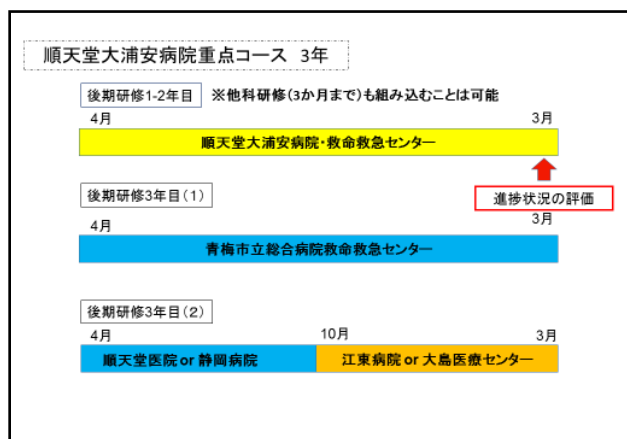 順天堂大浦安病院重点コース 3年
後期研修1-2年目 ※他科研修(3か月まで)も組み込むことは可能
4月 3月
順天堂大浦安病院・救命救急センター
進捗状況の評価
後期研修3年目(1)
4月 3月
青梅市立総合病院救命救急センター
後期研修3年目(2)
4月 10月 3月
順天堂医院or 静岡病院 江東病院 or 大島医療センター